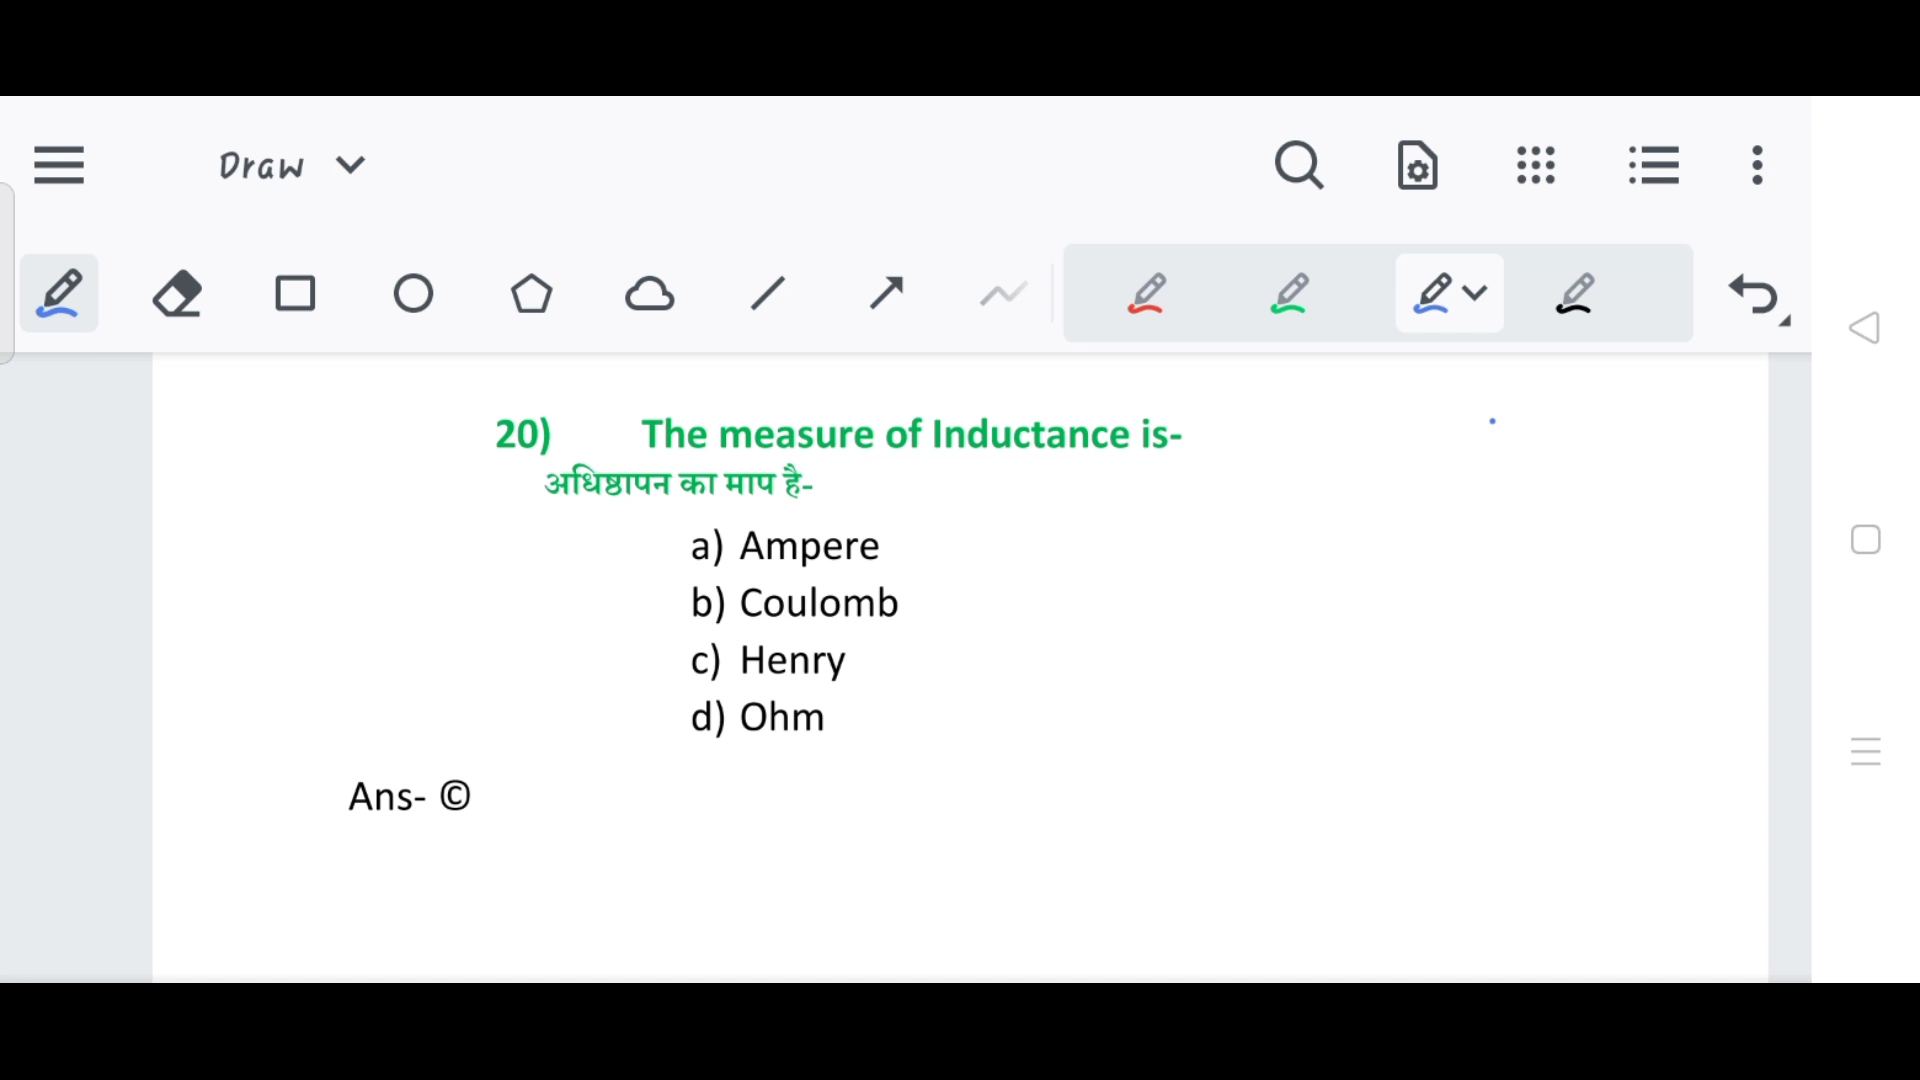 Draw
20) The measure of Inductance is-
अधिष्ठापन का माप है-
a) Ampere
b) Coulomb
c) Henry
d) Ohm
Ans- ©